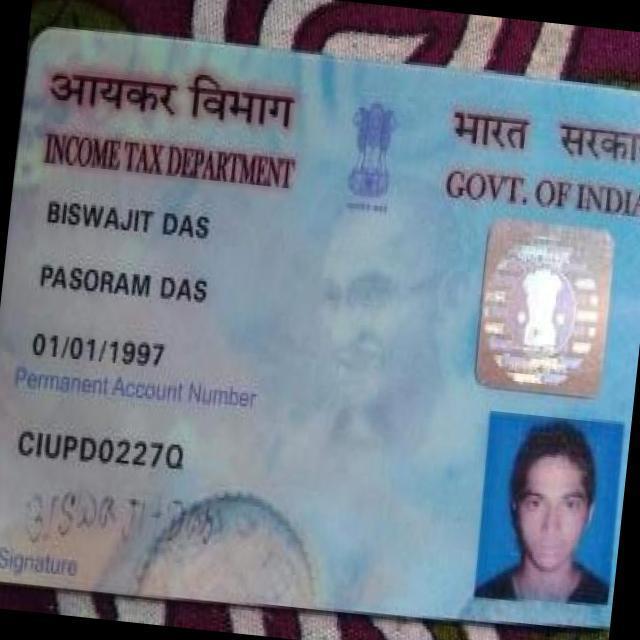 आयकर विभाग
INCOME TAX DEPARTMENT
भारत सरका
GOVT. OF INDIA
BISWAJIT DAS
PASORAM DAS
01/01/1997
Permanent Account Number
CIUPD0227Q
Signature